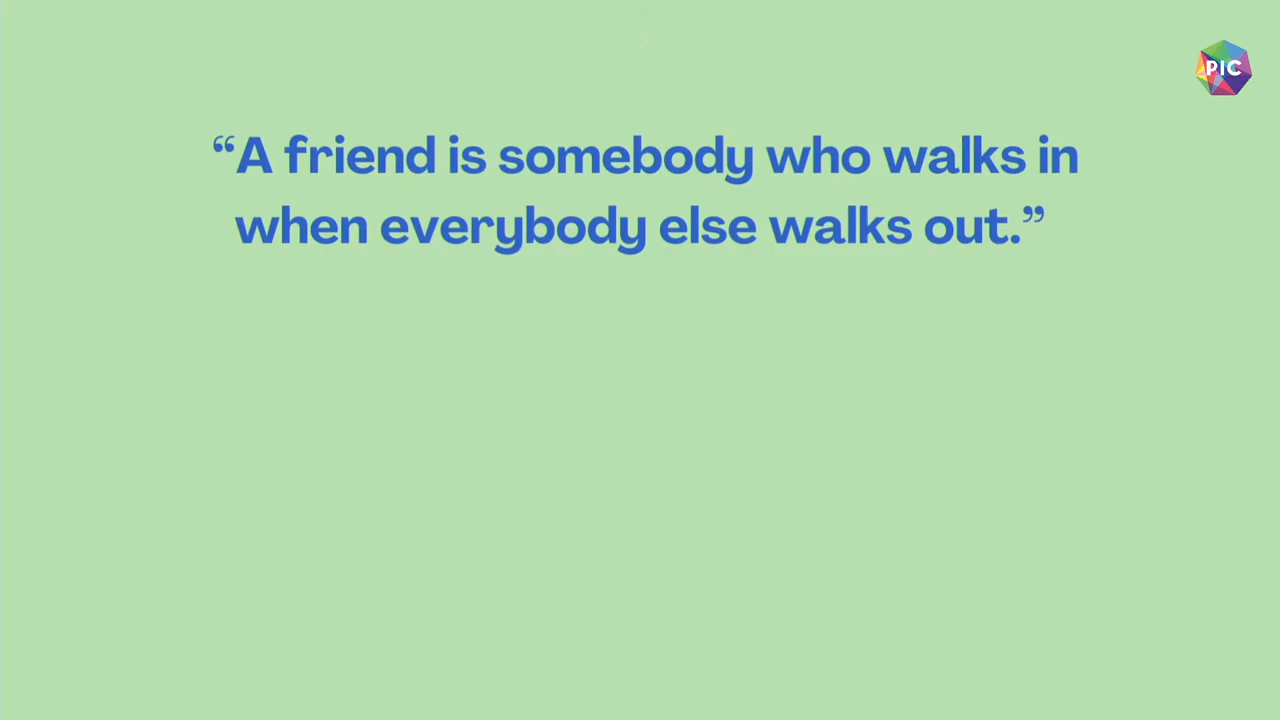 PIC
“A friend is somebody who walks in
when everybody else walks out.”